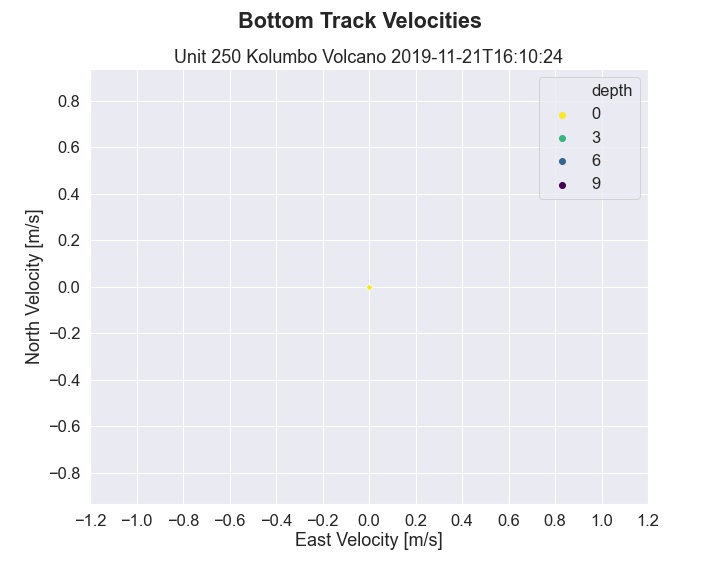 Bottom Track Velocities
Unit 250 Kolumbo Volcano 2019-11-21T16:10:24
depth
0
3
6
9
North Velocity [m/s]
0.8
0.6
0.4
0.2
0.0
−0.2
−0.4
−0.6
−0.8
−1.2 −1.0 −0.8 −0.6 −0.4 −0.2 0.0 0.2 0.4 0.6 0.8 1.0 1.2
East Velocity [m/s]